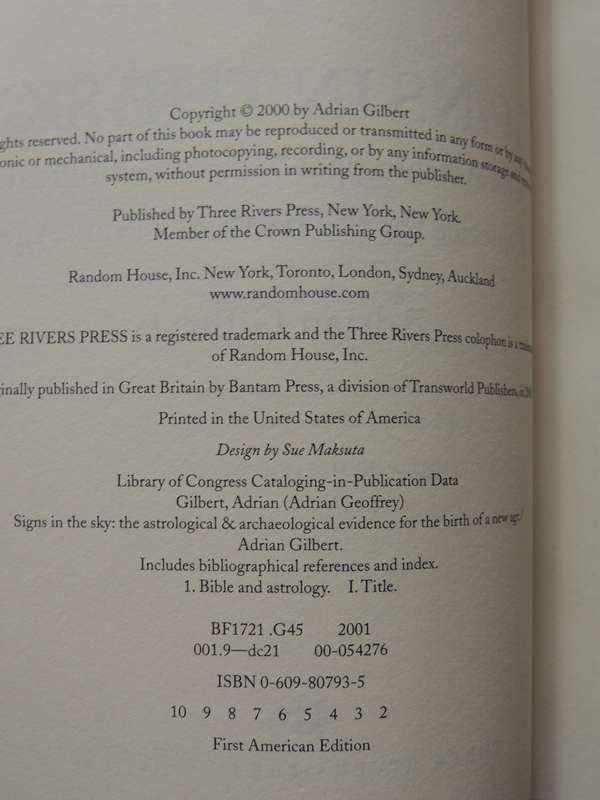 Copyright © 2000 by Adrian Gilbert
reserved. No part of this book may be reproduced or transmitted in any form or by
or mechanical, including photocopying, recording, or by any information storage and
system, without permission in writing from the publisher.
Published by Three Rivers Press, New York, New York.
Member of the Crown Publishing Group.
Random House, Inc. New York, Toronto, London, Sydney, Auckland
www.randomhouse.com
RIVERS PRESS is a registered trademark and the Three Rivers Press colophon is a
of Random House, Inc.
published in Great Britain by Bantam Press, a division of Transworld Publishers, in
Printed in the United States of America
Design by Sue Maksuta
Library of Congress Cataloging-in-Publication Data
Gilbert, Adrian (Adrian Geoffrey)
Signs in the sky: the astrological & archaeological evidence for the birth of a new age /
Adrian Gilbert.
Includes bibliographical references and index.
1. Bible and astrology. I. Title.
BF1721 .G45 2001
001.9—dc21 00-054276
ISBN 0-609-80793-5
10 9 8 7 6 5 4 3 2
First American Edition